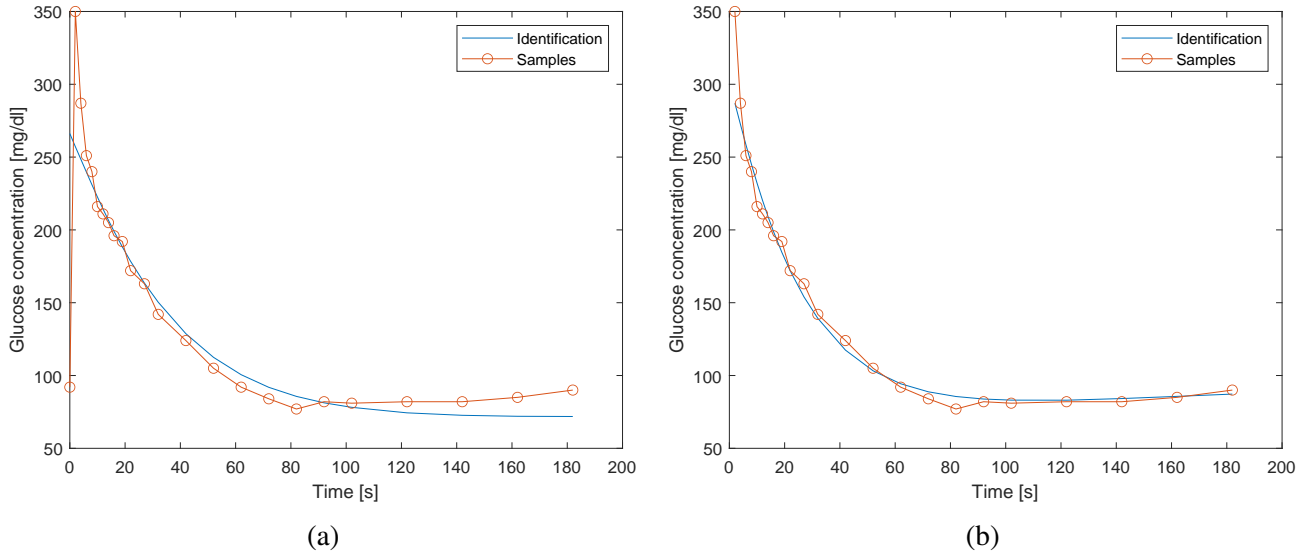 350
300
250
200
150
100
50
Glucose concentration [mg/dl]
0 20 40 60 80 100 120 140 160 180 200
Time [s]
Identification
Samples
(a)
350
300
250
200
150
100
50
Glucose concentration [mg/dl]
0 20 40 60 80 100 120 140 160 180 200
Time [s]
Identification
Samples
(b)